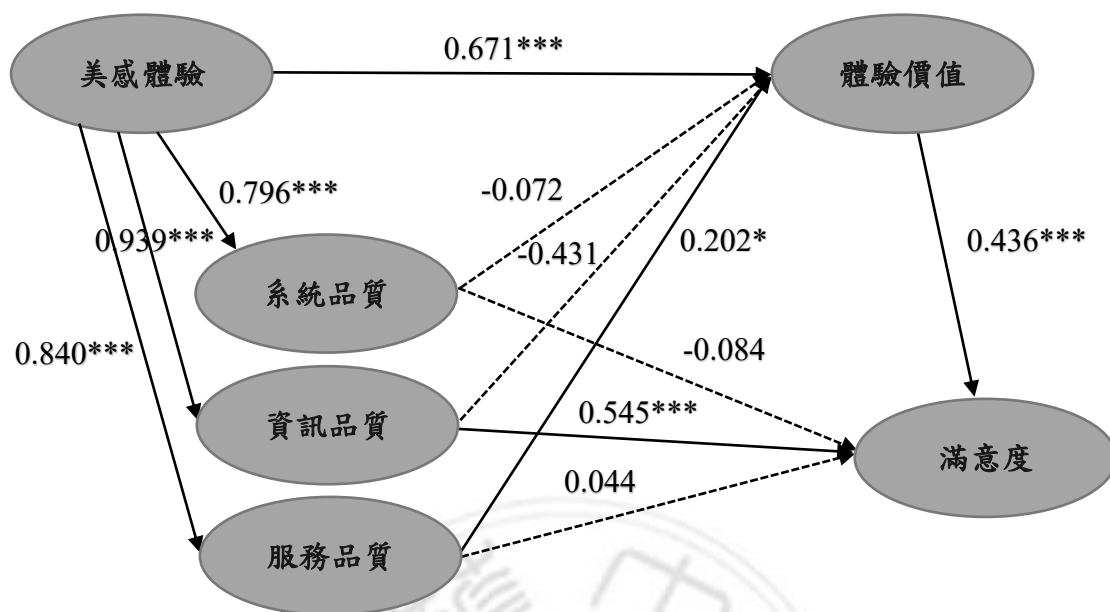 0.671***
美感體驗
體驗價值
0.796***
-0.072
0.939***
-0.431
0.202*
0.436***
系統品質
0.840***
-0.084
資訊品質
0.545***
滿意度
0.044
服務品質